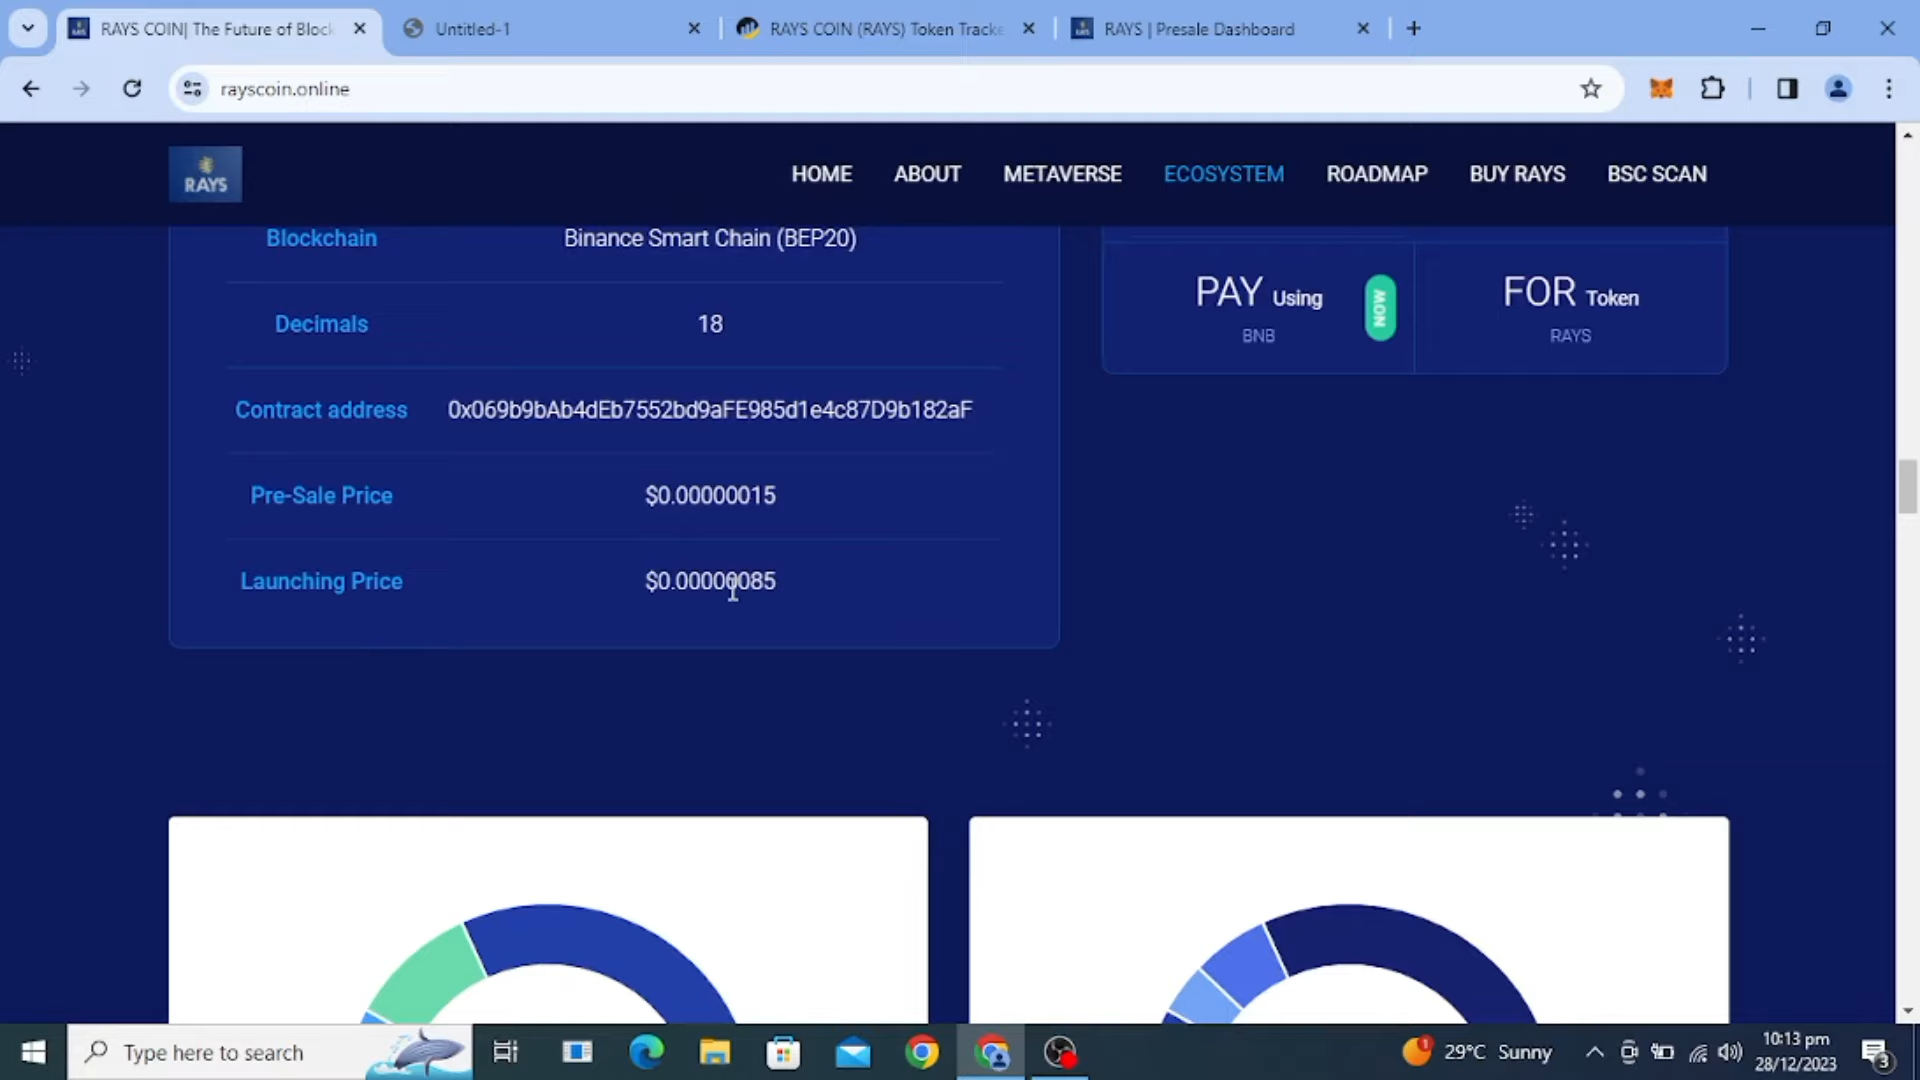 RAYS COIN| The Future of Block
Untitled-1
RAYS COIN (RAYS) Token Tracke
RAYS | Presale Dashboard
rayscoin.online
RAYS
HOME
ABOUT
METAVERSE
ECOSYSTEM
ROADMAP
BUY RAYS
BSC SCAN
Blockchain
Binance Smart Chain (BEP20)
Decimals
18
Contract address
0x069b9bAb4dEb7552bd9aFE985d1e4c87D9b182aF
Pre-Sale Price
$0.00000015
Launching Price
$0.00000085
PAY Using
BNB
NOW
FOR Token
RAYS
Type here to search
29°C Sunny
10:13 pm
28/12/2023
3